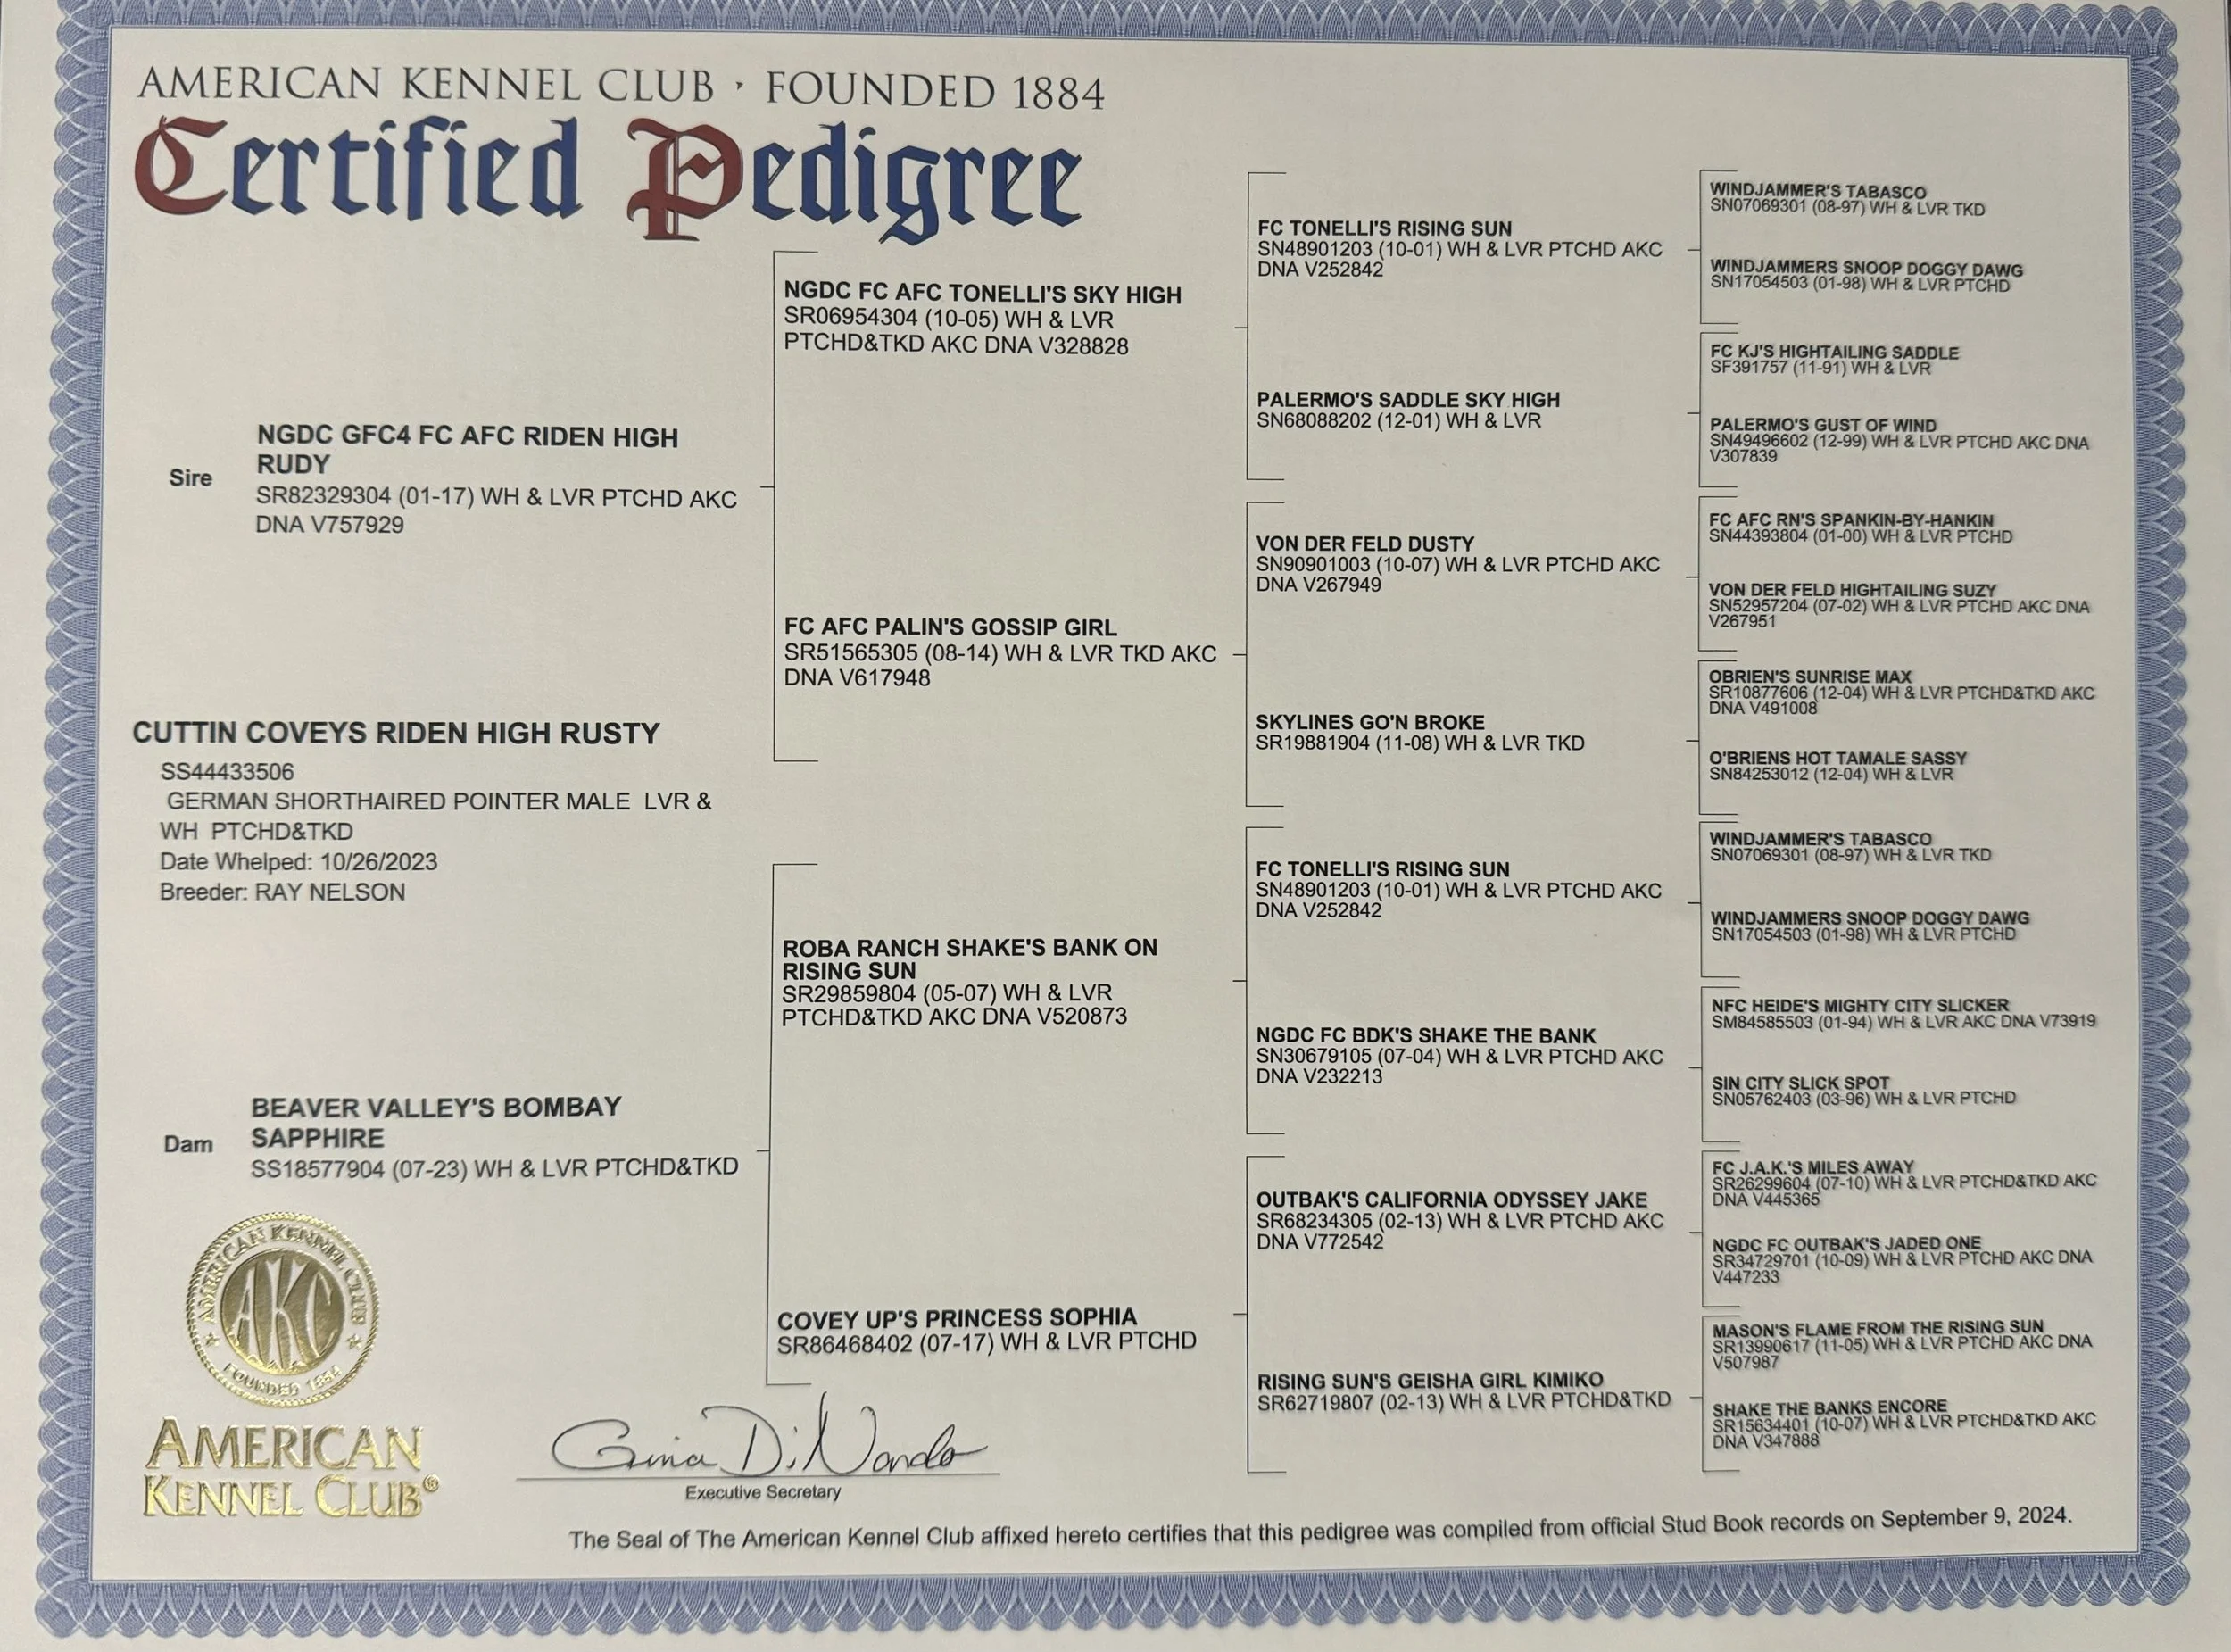 AMERICAN KENNEL CLUB · FOUNDED 1884
Certified Pedigree
Sire
NGDC GFC4 FC AFC RIDEN HIGH
RUDY
SR82329304 (01-17) WH & LVR PTCHD AKC
DNA V757929
CUTTIN COVEYS RIDEN HIGH RUSTY
SS44433506
GERMAN SHORTHAIRED POINTER MALE LVR &
WH PTCHD&TKD
Date Whelped: 10/26/2023
Breeder: RAY NELSON
Dam
BEAVER VALLEY'S BOMBAY
SAPPHIRE
SS18577904 (07-23) WH & LVR PTCHD&TKD
NGDC FC AFC TONELLI'S SKY HIGH
SR06954304 (10-05) WH & LVR
PTCHD&TKD AKC DNA V328828
FC AFC PALIN'S GOSSIP GIRL
SR51565305 (08-14) WH & LVR TKD AKC
DNA V617948
ROBA RANCH SHAKE'S BANK ON
RISING SUN
SR29859804 (05-07) WH & LVR
PTCHD&TKD AKC DNA V520873
COVEY UP'S PRINCESS SOPHIA
SR86468402 (07-17) WH & LVR PTCHD
FC TONELLI'S RISING SUN
SN48901203 (10-01) WH & LVR PTCHD AKC
DNA V252842
PALERMO'S SADDLE SKY HIGH
SN68088202 (12-01) WH & LVR
VON DER FELD DUSTY
SN90901003 (10-07) WH & LVR PTCHD AKC
DNA V267949
SKYLINES GO'N BROKE
SR19881904 (11-08) WH & LVR TKD
FC TONELLI'S RISING SUN
SN48901203 (10-01) WH & LVR PTCHD AKC
DNA V252842
NGDC FC BDK'S SHAKE THE BANK
SN30679105 (07-04) WH & LVR PTCHD AKC
DNA V232213
OUTBAK'S CALIFORNIA ODYSSEY JAKE
SR68234305 (02-13) WH & LVR PTCHD AKC
DNA V772542
RISING SUN'S GEISHA GIRL KIMIKO
SR62719807 (02-13) WH & LVR PTCHD&TKD
WINDJAMMER'S TABASCO
SN07069301 (08-97) WH & LVR TKD
WINDJAMMERS SNOOP DOGGY DAWG
SN17054503 (01-98) WH & LVR PTCHD
FC KJ'S HIGHTAILING SADDLE
SF391757 (11-91) WH & LVR
PALERMO'S GUST OF WIND
SN49496602 (12-99) WH & LVR PTCHD AKC DNA
V307839
FC AFC RN'S SPANKIN-BY-HANKIN
SN44393804 (01-00) WH & LVR PTCHD
VON DER FELD HIGHTAILING SUZY
SN52957204 (07-02) WH & LVR PTCHD AKC DNA
V267951
OBRIEN'S SUNRISE MAX
SR10877606 (12-04) WH & LVR PTCHD&TKD AKC
DNA V491008
O'BRIENS HOT TAMALE SASSY
SN84253012 (12-04) WH & LVR
WINDJAMMER'S TABASCO
SN07069301 (08-97) WH & LVR TKD
WINDJAMMERS SNOOP DOGGY DAWG
SN17054503 (01-98) WH & LVR PTCHD
NFC HEIDE'S MIGHTY CITY SLICKER
SM84585503 (01-94) WH & LVR AKC DNA V73919
SIN CITY SLICK SPOT
SN05762403 (03-96) WH & LVR PTCHD
FC J.A.K.'S MILES AWAY
SR26299604 (07-10) WH & LVR PTCHD&TKD AKC
DNA V445365
NGDC FC OUTBAK'S JADED ONE
SR34729701 (10-09) WH & LVR PTCHD AKC DNA
V447233
MASON'S FLAME FROM THE RISING SUN
SR13990617 (11-05) WH & LVR PTCHD AKC DNA
V507987
SHAKE THE BANKS ENCORE
SR15634401 (10-07) WH & LVR PTCHD&TKD AKC
DNA V347888
AMERICAN KENNEL CLUB
AKC
FOUNDED 1884
AMERICAN
KENNEL CLUB®
Gina DiNardo
Executive Secretary
The Seal of The American Kennel Club affixed hereto certifies that this pedigree was compiled from official Stud Book records on September 9, 2024.